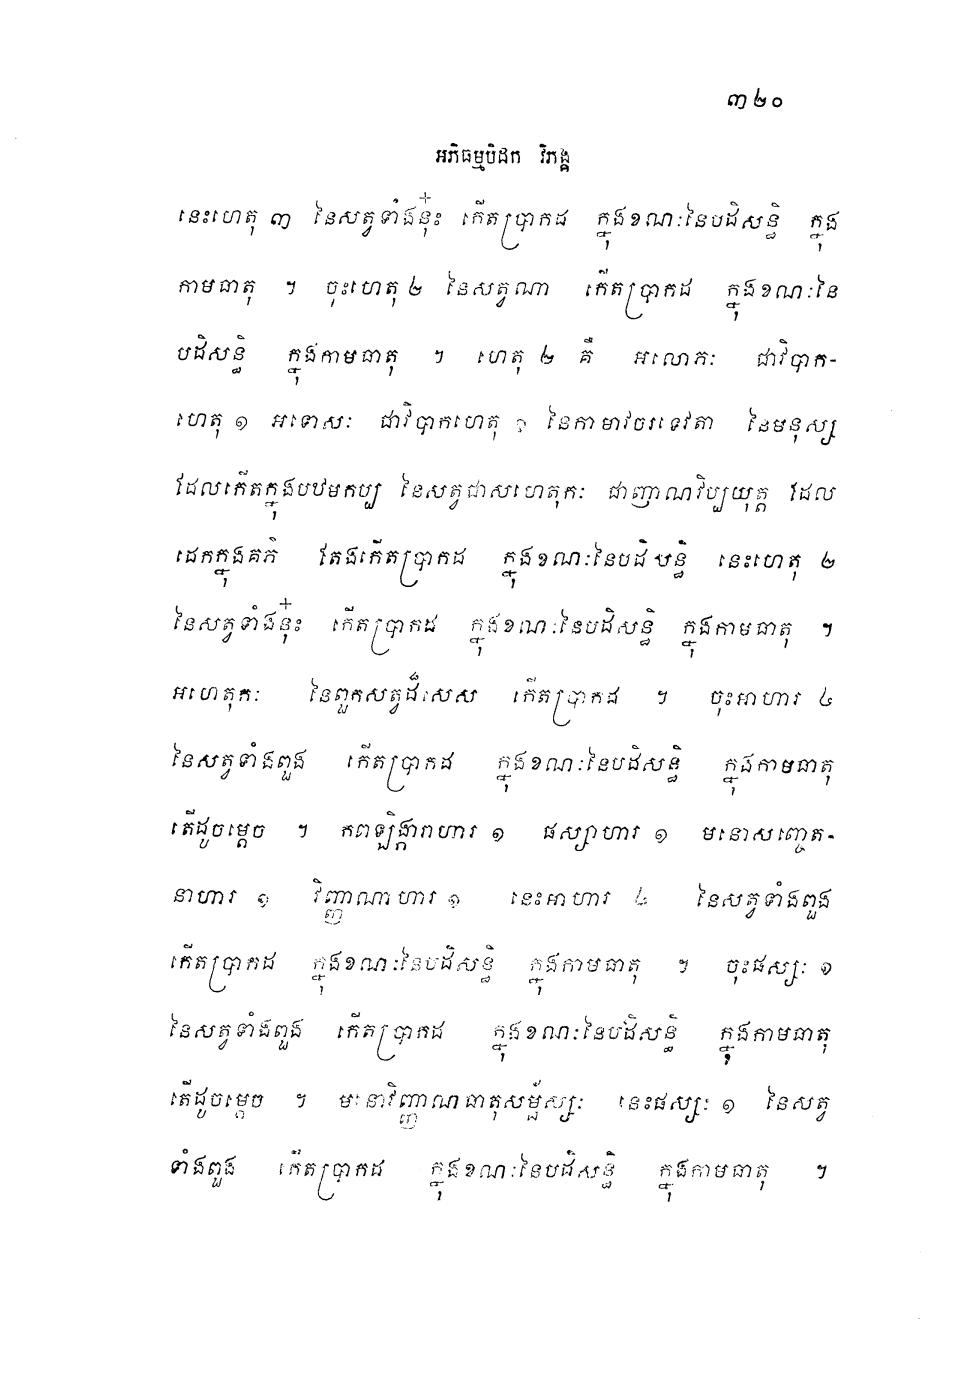 ៣២០
អភិធម្មបិដក វិភង្គ
នេះហេតុ ៣ នៃសត្វទាំងនុ៎ះ កើតប្រាកដ ក្នុងខណៈនៃបដិសន្ធិ ក្នុង
កាមធាតុ ។ ចុះហេតុ ២ នៃសត្វណា កើតប្រាកដ ក្នុងខណៈនៃ
បដិសន្ធិ ក្នុងកាមធាតុ ។ ហេតុ ២ គឺ អលោភៈ ជាវិបាក-
ហេតុ ១ អទោសៈ ជាវិបាកហេតុ ១ នៃកាមាវចរទេវតា នៃមនុស្ស
ដែលកើតក្នុងបឋមកប្ប នៃសត្វជាសហេតុកៈ ជាញាណវិប្បយុត្ត ដែល
ដេកក្នុងគភ៌ តែងកើតប្រាកដ ក្នុងខណៈនៃបដិសន្ធិ នេះហេតុ ២
នៃសត្វទាំងនុ៎ះ កើតប្រាកដ ក្នុងខណៈនៃបដិសន្ធិ ក្នុងកាមធាតុ ។
អហេតុកៈ នៃពួកសត្វដ៏សេស កើតប្រាកដ ។ ចុះអាហារ ៤
នៃសត្វទាំងពួង កើតប្រាកដ ក្នុងខណៈនៃបដិសន្ធិ ក្នុងកាមធាតុ
តើដូចម្តេច ។ កពឡិង្ការាហារ ១ ផស្សាហារ ១ មនោសញ្ចេត-
នាហារ ១ វិញ្ញាណាហារ ១ នេះអាហារ ៤ នៃសត្វទាំងពួង
កើតប្រាកដ ក្នុងខណៈនៃបដិសន្ធិ ក្នុងកាមធាតុ ។ ចុះផស្សៈ ១
នៃសត្វទាំងពួង កើតប្រាកដ ក្នុងខណៈនៃបដិសន្ធិ ក្នុងកាមធាតុ
តើដូចម្តេច ។ មនោវិញ្ញាណធាតុសម្ផ័ស្សៈ នេះផស្សៈ ១ នៃសត្វ
ទាំងពួង កើតប្រាកដ ក្នុងខណៈនៃបដិសន្ធិ ក្នុងកាមធាតុ ។